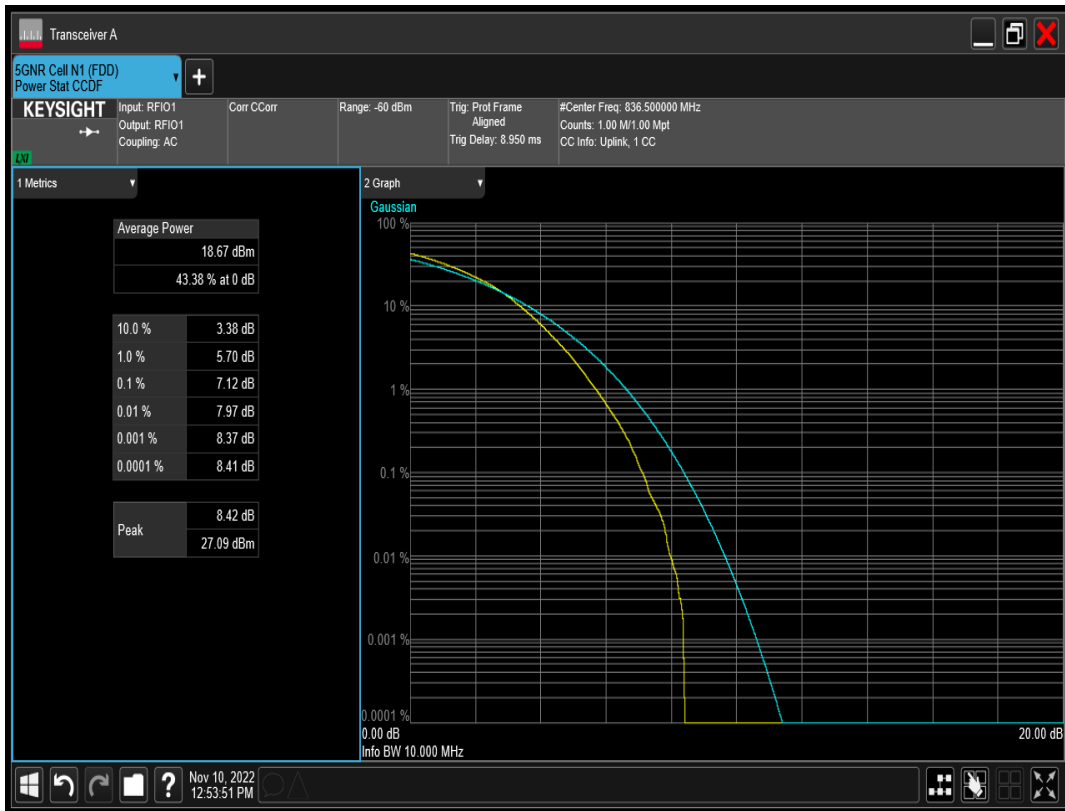 Transceiver A
5GNR Cell N1 (FDD)
Power Stat CCDF
+
KEYSIGHT
LXI
Input: RFIO1
Output: RFIO1
Coupling: AC
Corr CCorr
Range: -60 dBm
Trig: Prot Frame
Aligned
Trig Delay: 8.950 ms
#Center Freq: 836.500000 MHz
Counts: 1.00 M/1.00 Mpt
CC Info: Uplink, 1 CC
1 Metrics
Average Power
18.67 dBm
43.38 % at 0 dB
10.0 % 3.38 dB
1.0 % 5.70 dB
0.1 % 7.12 dB
0.01 % 7.97 dB
0.001 % 8.37 dB
0.0001 % 8.41 dB
Peak
8.42 dB
27.09 dBm
2 Graph
Gaussian
100 %
10 %
1 %
0.1 %
0.01 %
0.001 %
0.0001 %
0.00 dB 20.00 dB
Info BW 10.000 MHz
?
Nov 10, 2022
12:53:51 PM